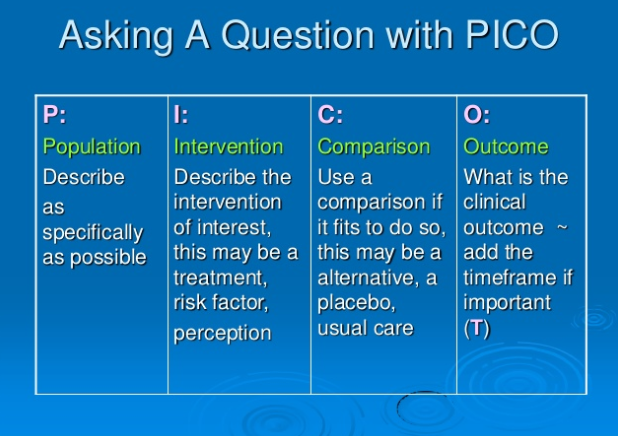 Asking A Question with PICO
P:
Population
Describe
as
specifically
as possible
I:
Intervention
Describe the
intervention
of interest,
this may be a
treatment,
risk factor,
perception
C:
Comparison
Use a
comparison if
it fits to do so,
this may be a
alternative, a
placebo,
usual care
O:
Outcome
What is the
clinical
outcome ~
add the
timeframe if
important
(T)